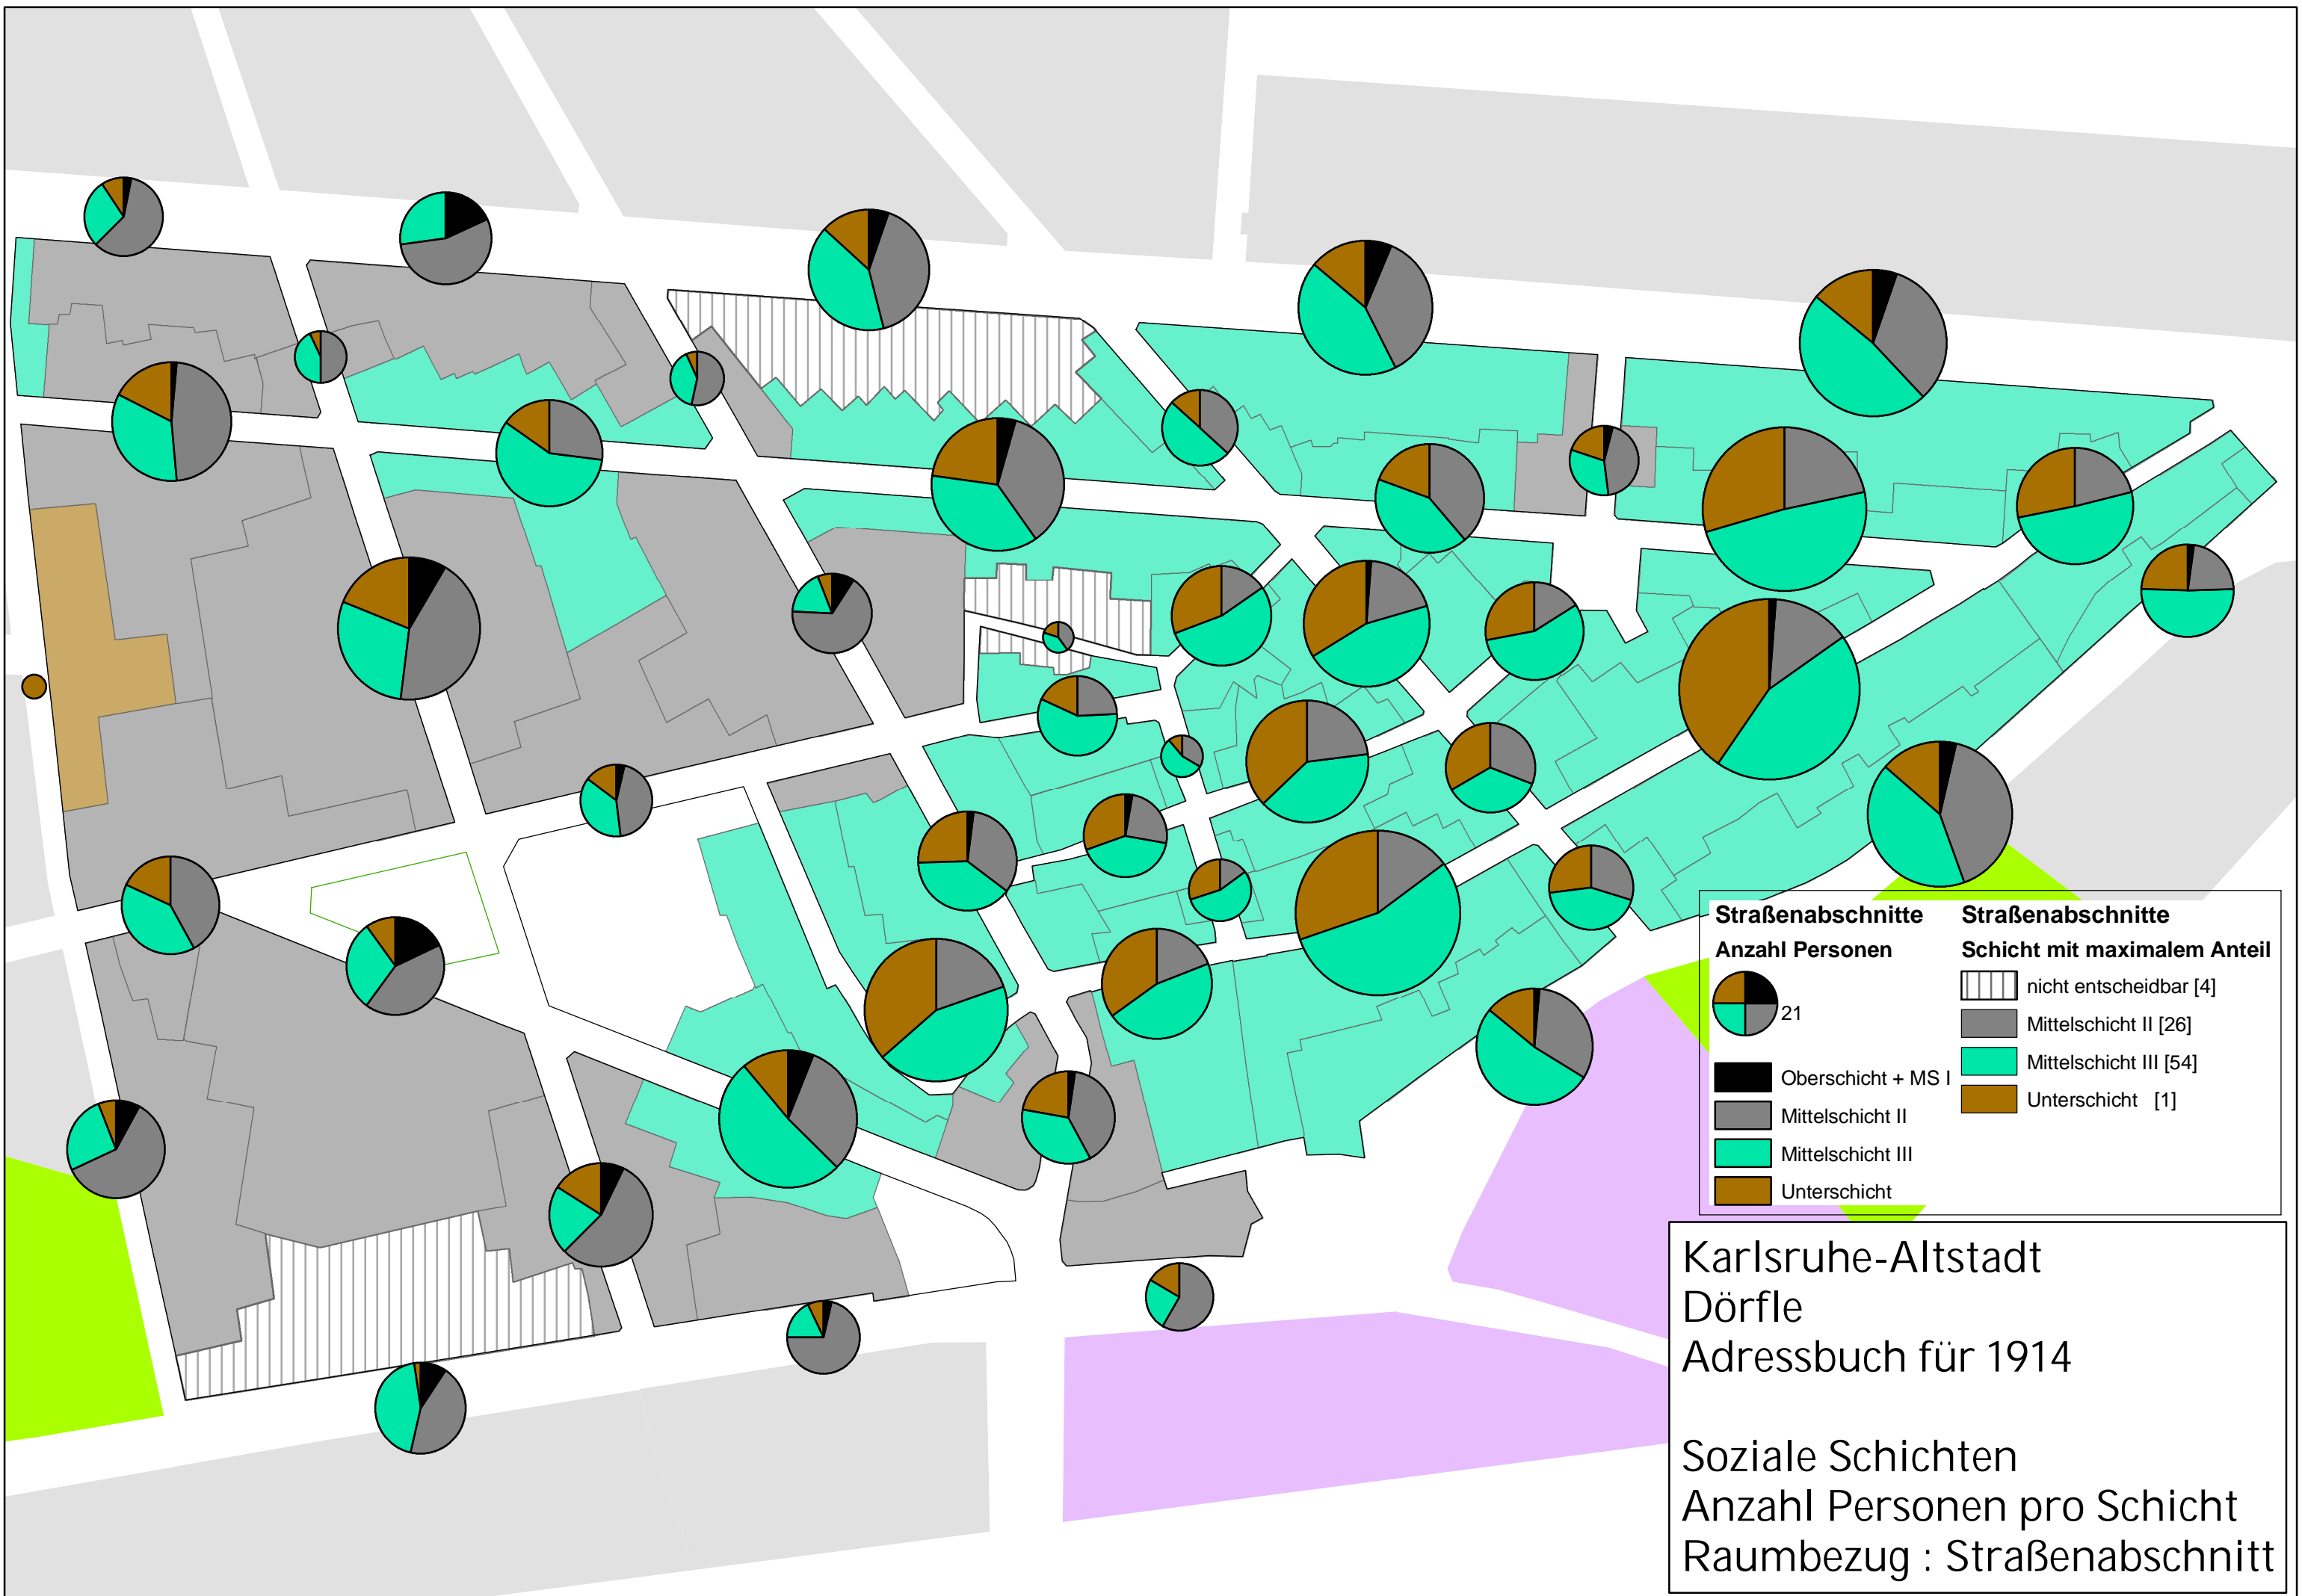 Straßenabschnitte
Anzahl Personen
21
Oberschicht + MS I
Mittelschicht II
Mittelschicht III
Unterschicht
Straßenabschnitte
Schicht mit maximalem Anteil
nicht entscheidbar [4]
Mittelschicht II [26]
Mittelschicht III [54]
Unterschicht [1]
Karlsruhe-Altstadt
Dörfle
Adressbuch für 1914
Soziale Schichten
Anzahl Personen pro Schicht
Raumbezug : Straßenabschnitt